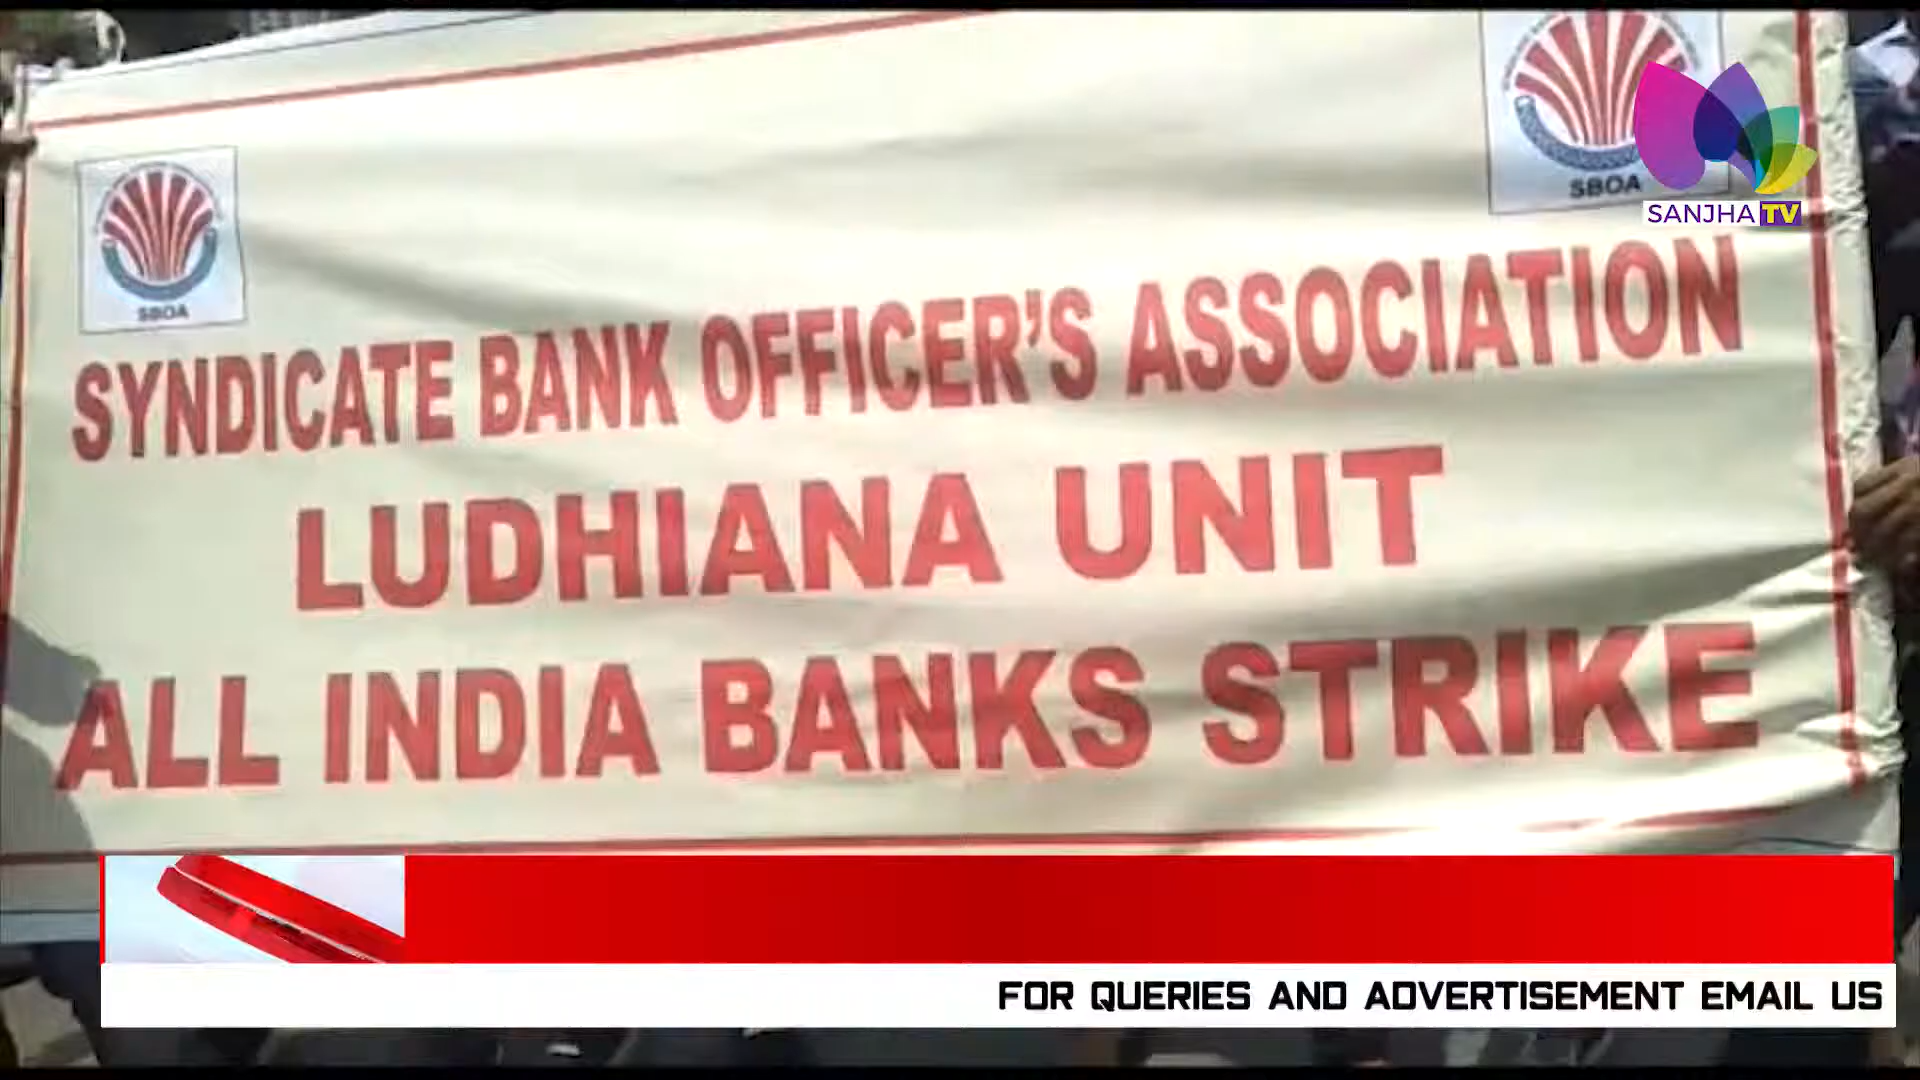 SBOA
SANJHA TV
SBOA
SYNDICATE BANK OFFICER'S ASSOCIATION
LUDHIANA UNIT
ALL INDIA BANKS STRIKE
FOR QUERIES AND ADVERTISEMENT EMAIL US